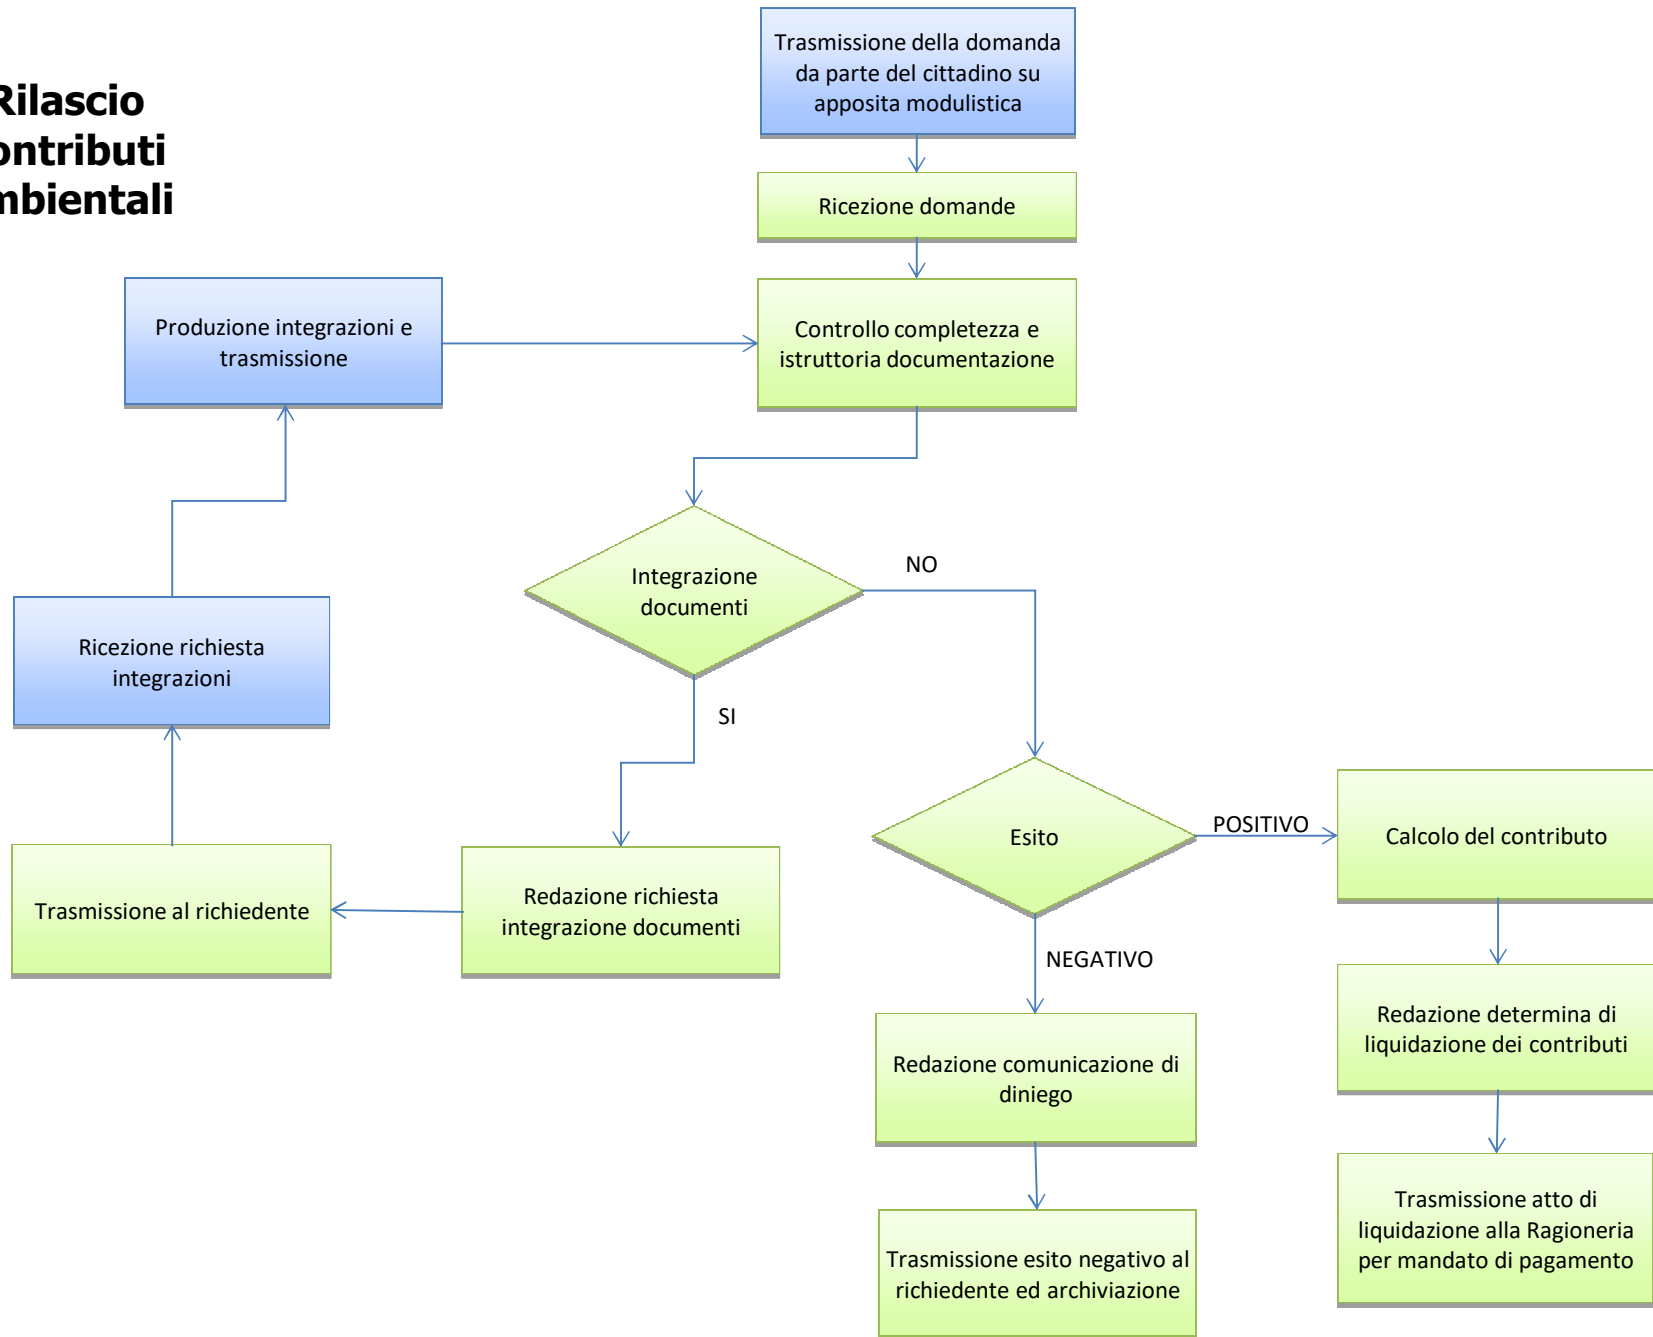 Rilascio
ontributi
mbientali
Trasmissione della domanda
da parte del cittadino su
apposita modulistica
Ricezione domande
Produzione integrazioni e
trasmissione
Controllo completezza e
istruttoria documentazione
Integrazione
documenti
NO
Ricezione richiesta
integrazioni
SI
Esito
POSITIVO
Calcolo del contributo
Trasmissione al richiedente
Redazione richiesta
integrazione documenti
NEGATIVO
Redazione comunicazione di
diniego
Redazione determina di
liquidazione dei contributi
Trasmissione esito negativo al
richiedente ed archiviazione
Trasmissione atto di
liquidazione alla Ragioneria
per mandato di pagamento